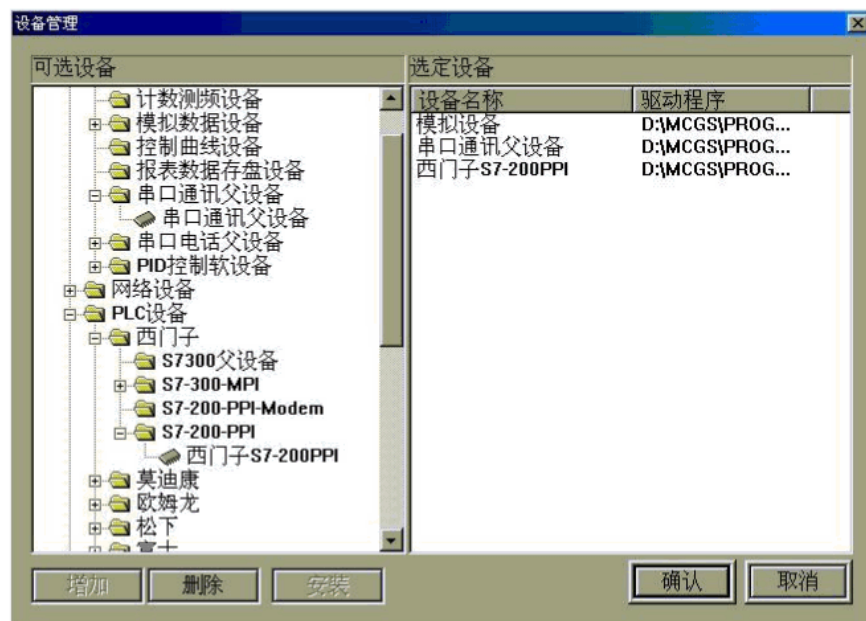 设备管理
可选设备
计数测频设备
模拟数据设备
控制曲线设备
报表数据存盘设备
串口通讯父设备
串口通讯父设备
串口电话父设备
PID控制软设备
网络设备
PLC设备
西门子
S7300父设备
S7-300-MPI
S7-200-PPI-Modem
S7-200-PPI
西门子S7-200PPI
莫迪康
欧姆龙
松下
富士
选定设备
设备名称 驱动程序
模拟设备 D:\MCGS\PROG...
串口通讯父设备 D:\MCGS\PROG...
西门子S7-200PPI D:\MCGS\PROG...
增加 删除 安装 确认 取消